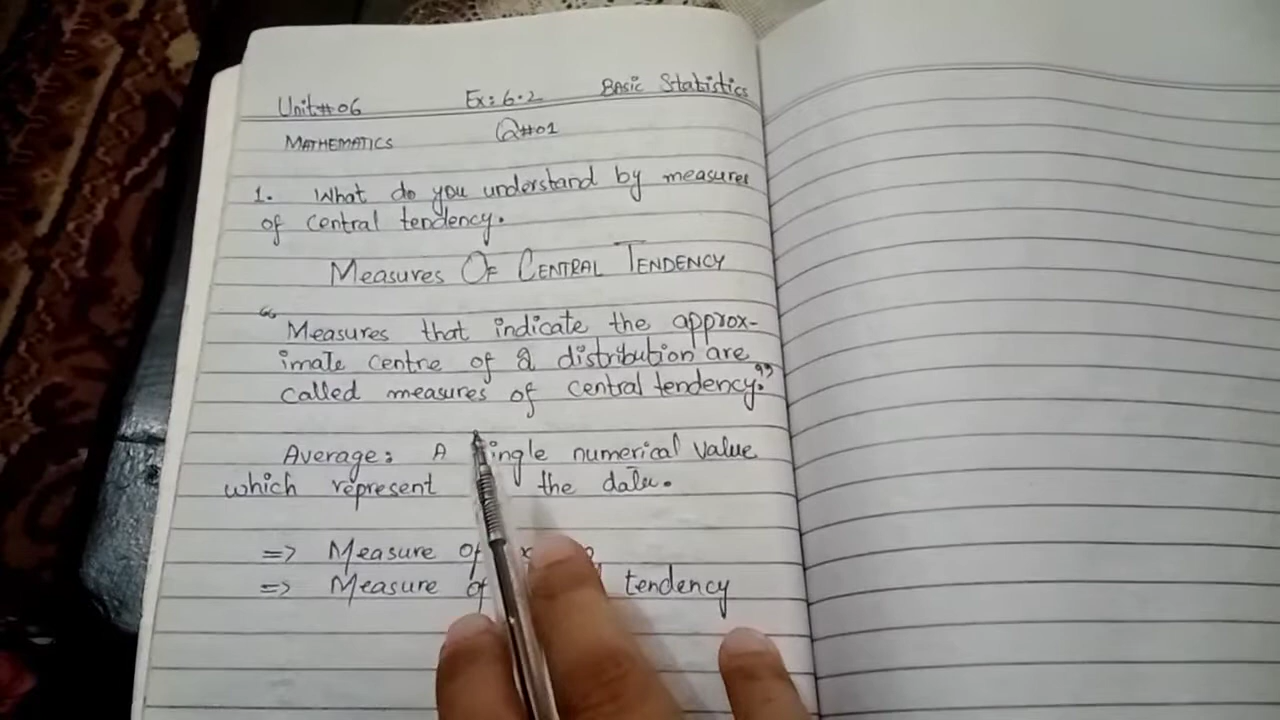 Unit#06 Ex: 6.2 Basic Statistics
MATHEMATICS Q#01
1. What do you understand by measures
of central tendency.
Measures OF CENTRAL TENDENCY
“Measures that indicate the approx-
imate centre of a distribution are
called measures of central tendency.”
Average: A single numerical value
which represent the data.
=> Measure of
=> Measure of tendency